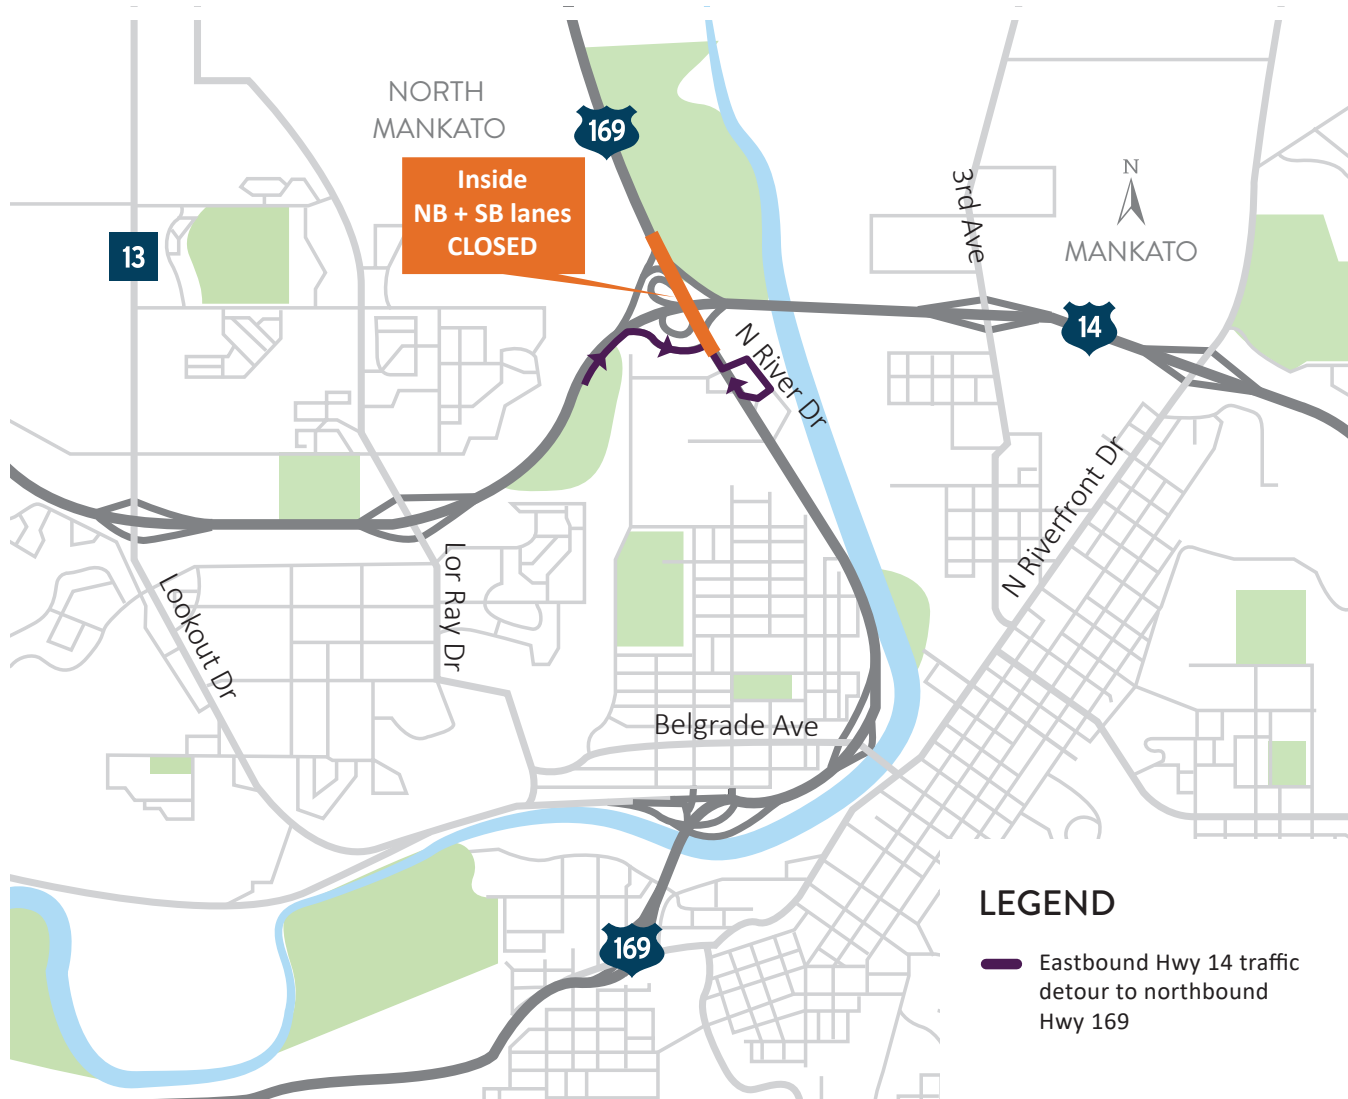 NORTH
MANKATO
169
Inside
NB + SB lanes
CLOSED
13
3rd Ave
N
MANKATO
14
N River Dr
N Riverfront Dr
Lor Ray Dr
Lookout Dr
Belgrade Ave
169
LEGEND
Eastbound Hwy 14 traffic
detour to northbound
Hwy 169